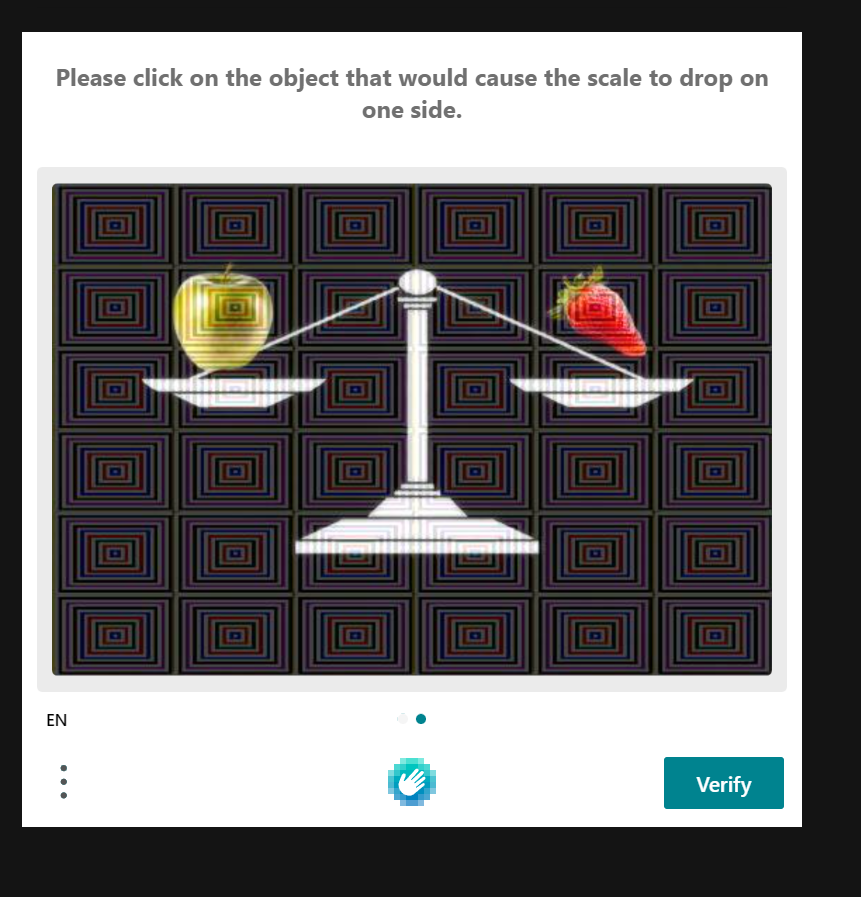 Please click on the object that would cause the scale to drop on
one side.
EN
Verify